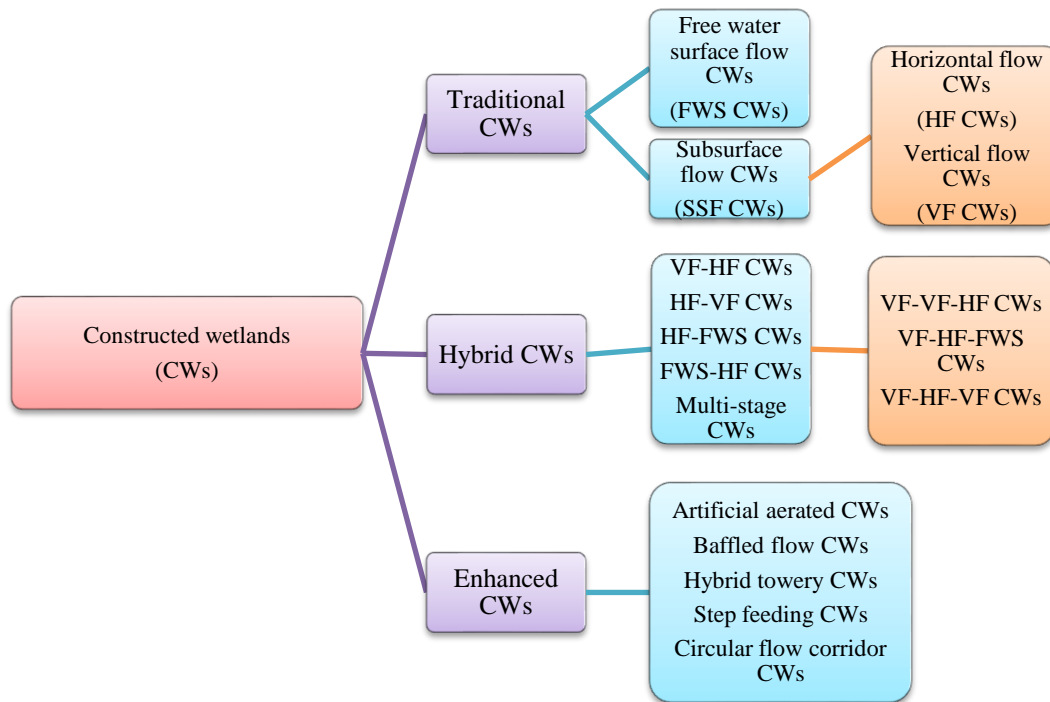 Constructed wetlands
(CWs)
Traditional
CWs
Free water
surface flow
CWs
(FWS CWs)
Subsurface
flow CWs
(SSF CWs)
Horizontal flow
CWs
(HF CWs)
Vertical flow
CWs
(VF CWs)
Hybrid CWs
VF-HF CWs
HF-VF CWs
HF-FWS CWs
FWS-HF CWs
Multi-stage
CWs
VF-VF-HF CWs
VF-HF-FWS
CWs
VF-HF-VF CWs
Enhanced
CWs
Artificial aerated CWs
Baffled flow CWs
Hybrid towery CWs
Step feeding CWs
Circular flow corridor
CWs